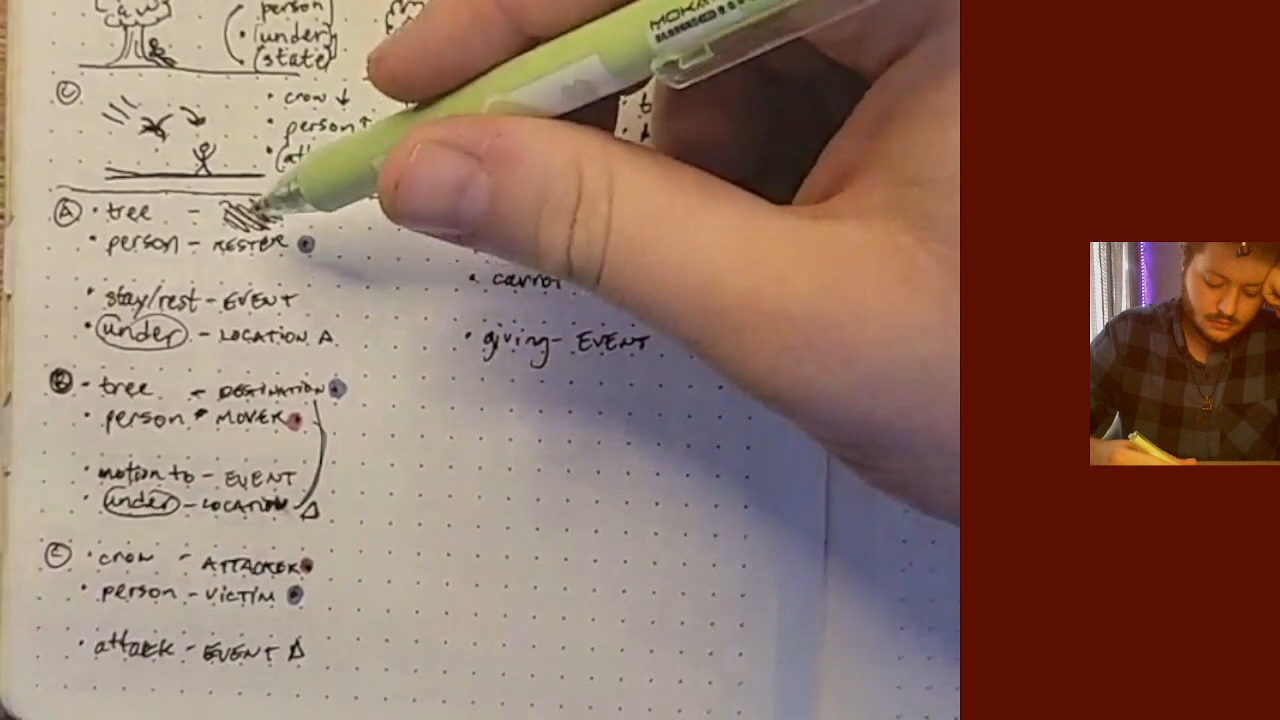 person
• (under
(state)
C
• crow ↓
• person ↑
MOKA
A • tree -
• person - RESTER
• stay/rest - EVENT
• under - LOCATION A
B - tree - DESTINATION
• person - MOVER
• motion to - EVENT
• under - LOCATION
C • crow - ATTACKER
• person - VICTIM
• attack - EVENT
• giving - EVENT